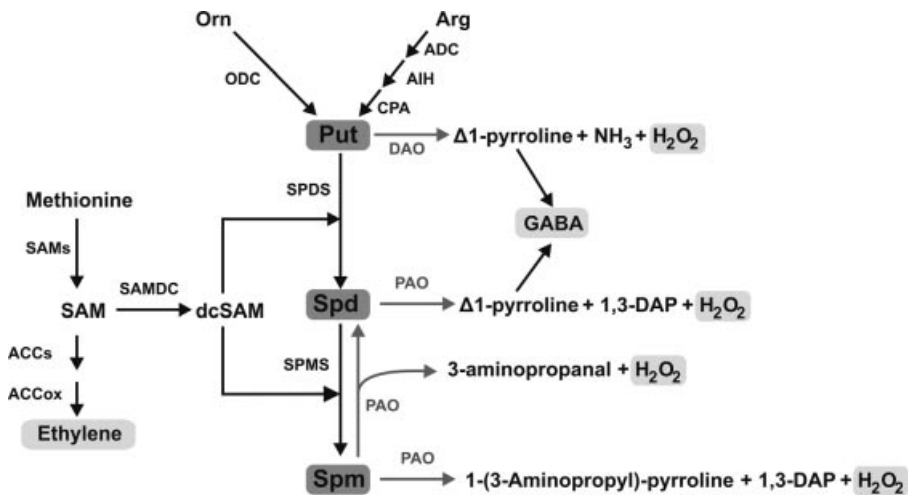 Orn
Arg
ADC
ODC
AIH
CPA
Put
DAO
Δ1-pyrroline + NH₃ + H₂O₂
SPDS
Methionine
GABA
SAMs
SAMDC
PAO
SAM
dcSAM
Spd
Δ1-pyrroline + 1,3-DAP + H₂O₂
ACCs
SPMS
3-aminopropanal + H₂O₂
ACCox
PAO
Ethylene
PAO
Spm
1-(3-Aminopropyl)-pyrroline + 1,3-DAP + H₂O₂